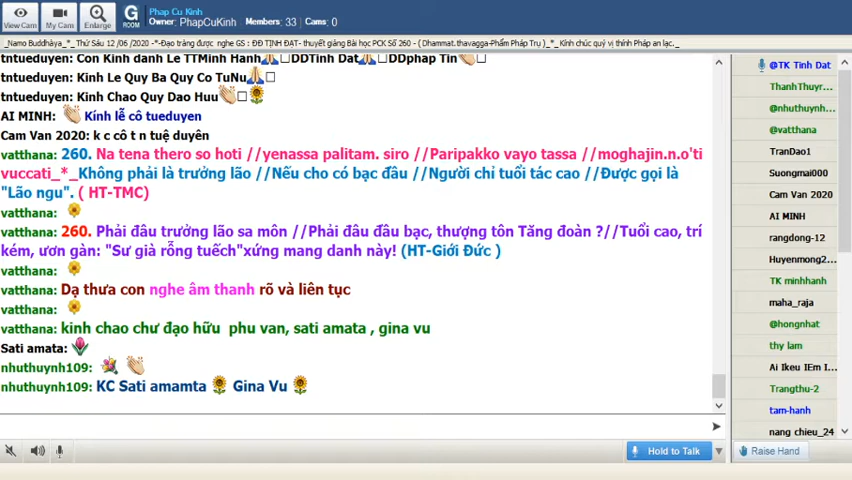 View Cam
My Cam
Enlarge
G
ROOM
Phap Cu Kinh
Owner: PhapCuKinh Members: 33 Cams: 0
_Namo Buddhàya_*_ Thứ Sáu 12 /06 /2020 -*-Đạo tràng được nghe GS : ĐĐ TỊNH ĐẠT- thuyết giảng Bài học PCK Số 260 - ( Dhammat.thavagga-Phẩm Pháp Trụ )_*_ Kính chúc quý vị thính Pháp an lạc._
tntueduyen: Con Kinh danh Le TTMinh Hanh🙏□DDTinh Dat🙏□DDphap Tin🙏□
tntueduyen: Kinh Le Quy Ba Quy Co TuNu🙏□
tntueduyen: Kinh Chao Quy Dao Huu👏□🌻
AI MINH: 👏 Kính lễ cô tueduyen
Cam Van 2020: k c cô t n tuệ duyên
vatthana: 260. Na tena thero so hoti //yenassa palitam. siro //Paripakko vayo tassa //moghajin.n.o'ti
vuccati_*_Không phải là trưởng lão //Nếu cho có bạc đầu //Người chỉ tuổi tác cao //Được gọi là
"Lão ngu". ( HT-TMC)
vatthana: 🌼
vatthana: 260. Phải đâu trưởng lão sa môn //Phải đâu đầu bạc, thượng tôn Tăng đoàn ?//Tuổi cao, trí
kém, ươn gàn: "Sư già rỗng tuếch"xứng mang danh này! (HT-Giới Đức )
vatthana: 🌼
vatthana: Dạ thưa con nghe âm thanh rõ và liên tục
vatthana: 🌼
vatthana: kinh chao chư đạo hữu phu van, sati amata , gina vu
Sati amata: 🌷
nhuthuynh109: 💐 👏
nhuthuynh109: KC Sati amamta 🌻 Gina Vu 🌻
Hold to Talk
@TK Tinh Dat
ThanhThuyr...
@nhuthuynh...
@vatthana
TranDao1
Suongmai000
Cam Van 2020
AI MINH
rangdong-12
Huyenmong2...
TK minhhanh
maha_raja
@hongnhat
thy lam
Ai Ikeu IEm I...
Trangthu-2
tam-hanh
nang chieu_24
Raise Hand